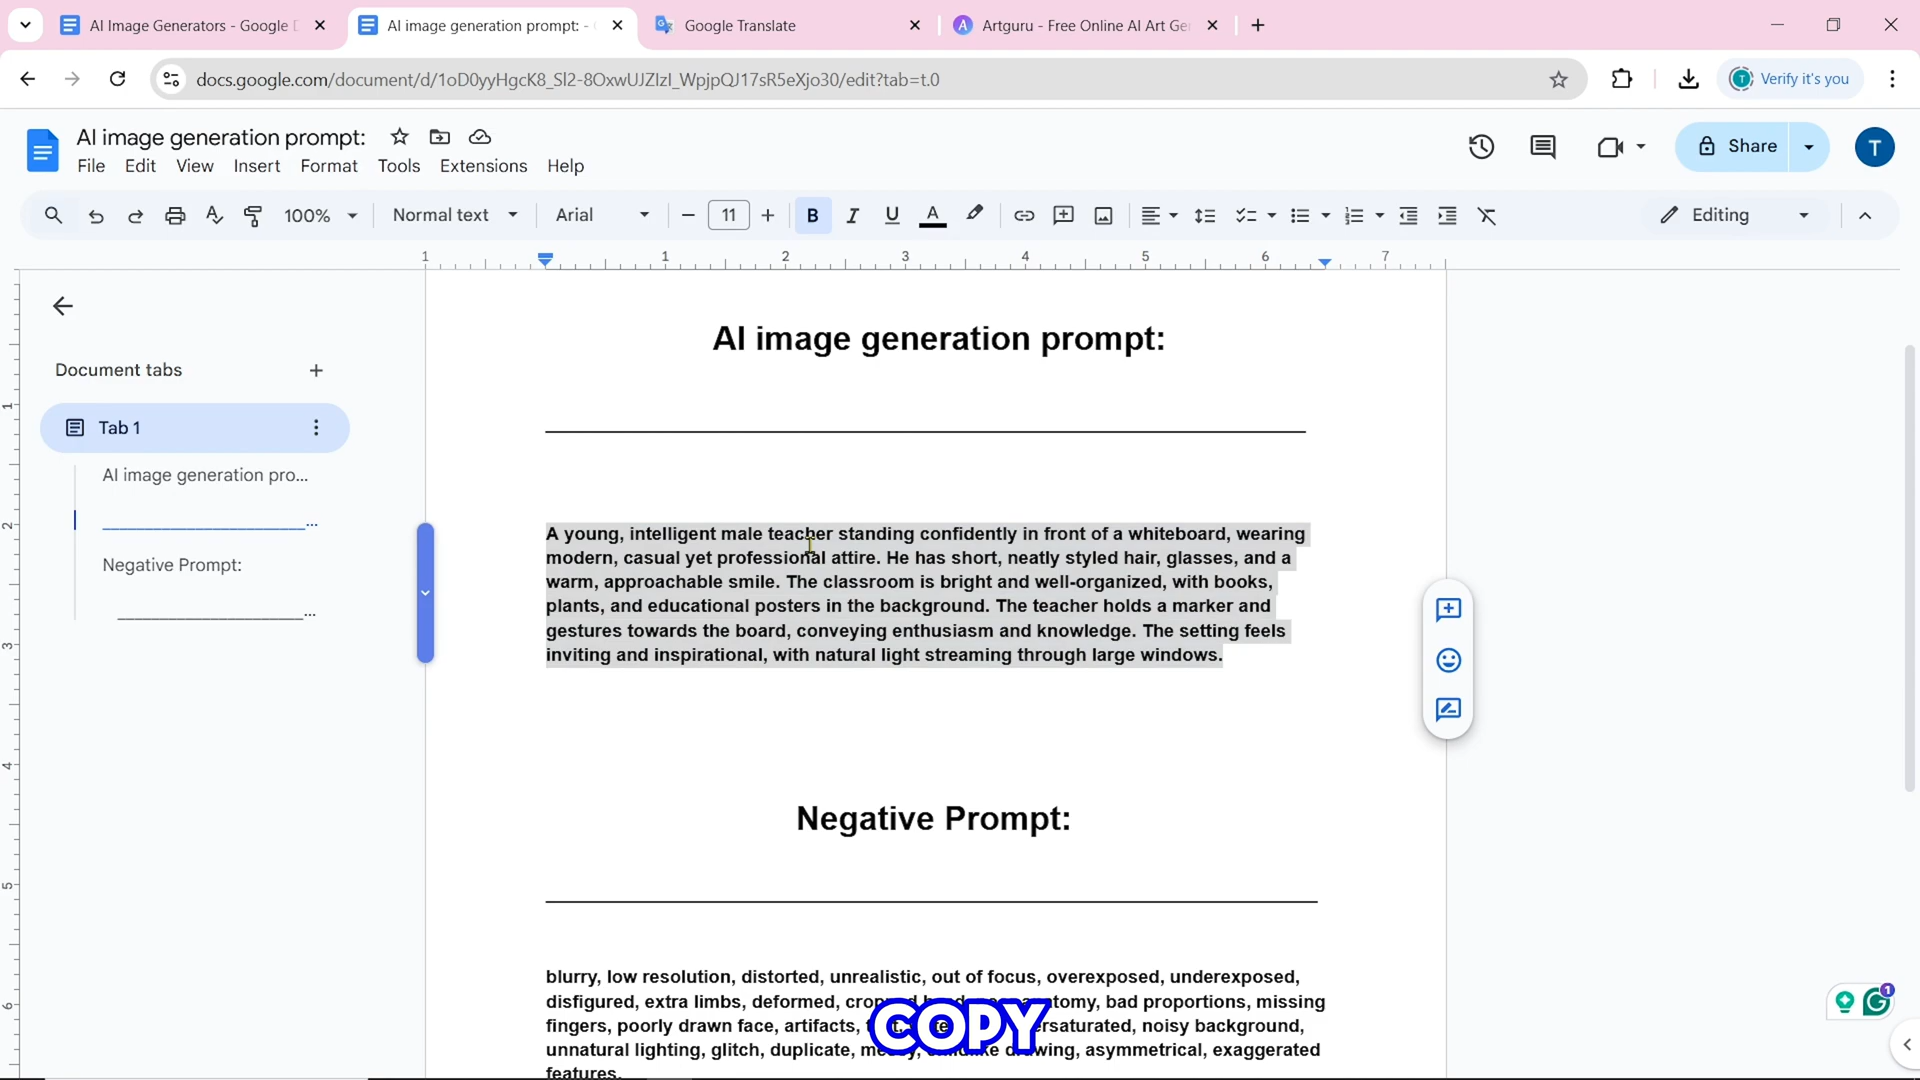 AI Image Generators - Google D
AI image generation prompt: -
Google Translate
Artguru - Free Online AI Art Ge
docs.google.com/document/d/1oD0yyHgcK8_Sl2-8OxwUJZIzI_WpjpQJ17sR5eXjo30/edit?tab=t.0
Verify it's you
AI image generation prompt:
File Edit View Insert Format Tools Extensions Help
Share
T
100% Normal text Arial 11 B I U A Editing
1 1 2 3 4 5 6 7
AI image generation prompt:
Document tabs
Tab 1
AI image generation pro...
Negative Prompt:
A young, intelligent male teacher standing confidently in front of a whiteboard, wearing
modern, casual yet professional attire. He has short, neatly styled hair, glasses, and a
warm, approachable smile. The classroom is bright and well-organized, with books,
plants, and educational posters in the background. The teacher holds a marker and
gestures towards the board, conveying enthusiasm and knowledge. The setting feels
inviting and inspirational, with natural light streaming through large windows.
Negative Prompt:
blurry, low resolution, distorted, unrealistic, out of focus, overexposed, underexposed,
disfigured, extra limbs, deformed, bad proportions, missing
fingers, poorly drawn face, artifacts, noisy background,
unnatural lighting, glitch, duplicate, drawing, asymmetrical, exaggerated
features.
COPY
1
2
3
4
5
6
1